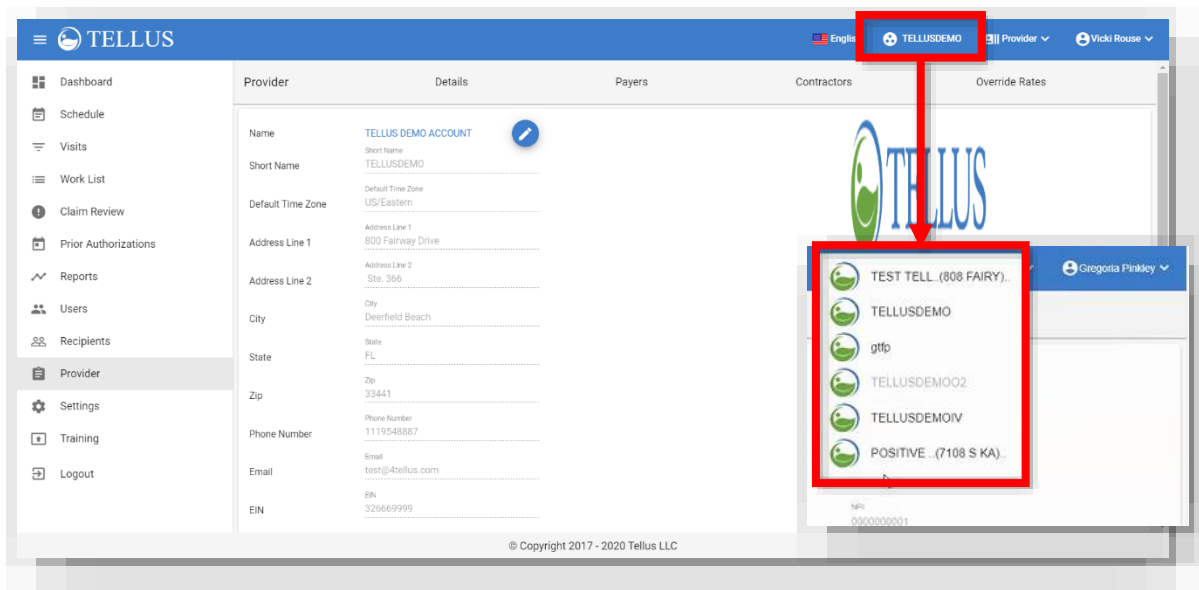 TELLUS
English
TELLUSDEMO
Provider
Vicki Rouse
Dashboard
Schedule
Visits
Work List
Claim Review
Prior Authorizations
Reports
Users
Recipients
Provider
Settings
Training
Logout
Provider Details Payers Contractors Override Rates
Name TELLUS DEMO ACCOUNT
Short Name
Short Name TELLUSDEMO
Default Time Zone
Default Time Zone US/Eastern
Address Line 1
Address Line 1 800 Fairway Drive
Address Line 2
Address Line 2 Ste. 366
City
City Deerfield Beach
State
State FL
Zip
Zip 33441
Phone Number
Phone Number 1119548887
Email
Email test@4tellus.com
EIN
EIN 326669999
TELLUS
Gregoria Pinkley
TEST TELL..(808 FAIRY)..
TELLUSDEMO
gtfp
TELLUSDEMOO2
TELLUSDEMOIV
POSITIVE ..(7108 S KA)..
NPI
0000000001
© Copyright 2017 - 2020 Tellus LLC